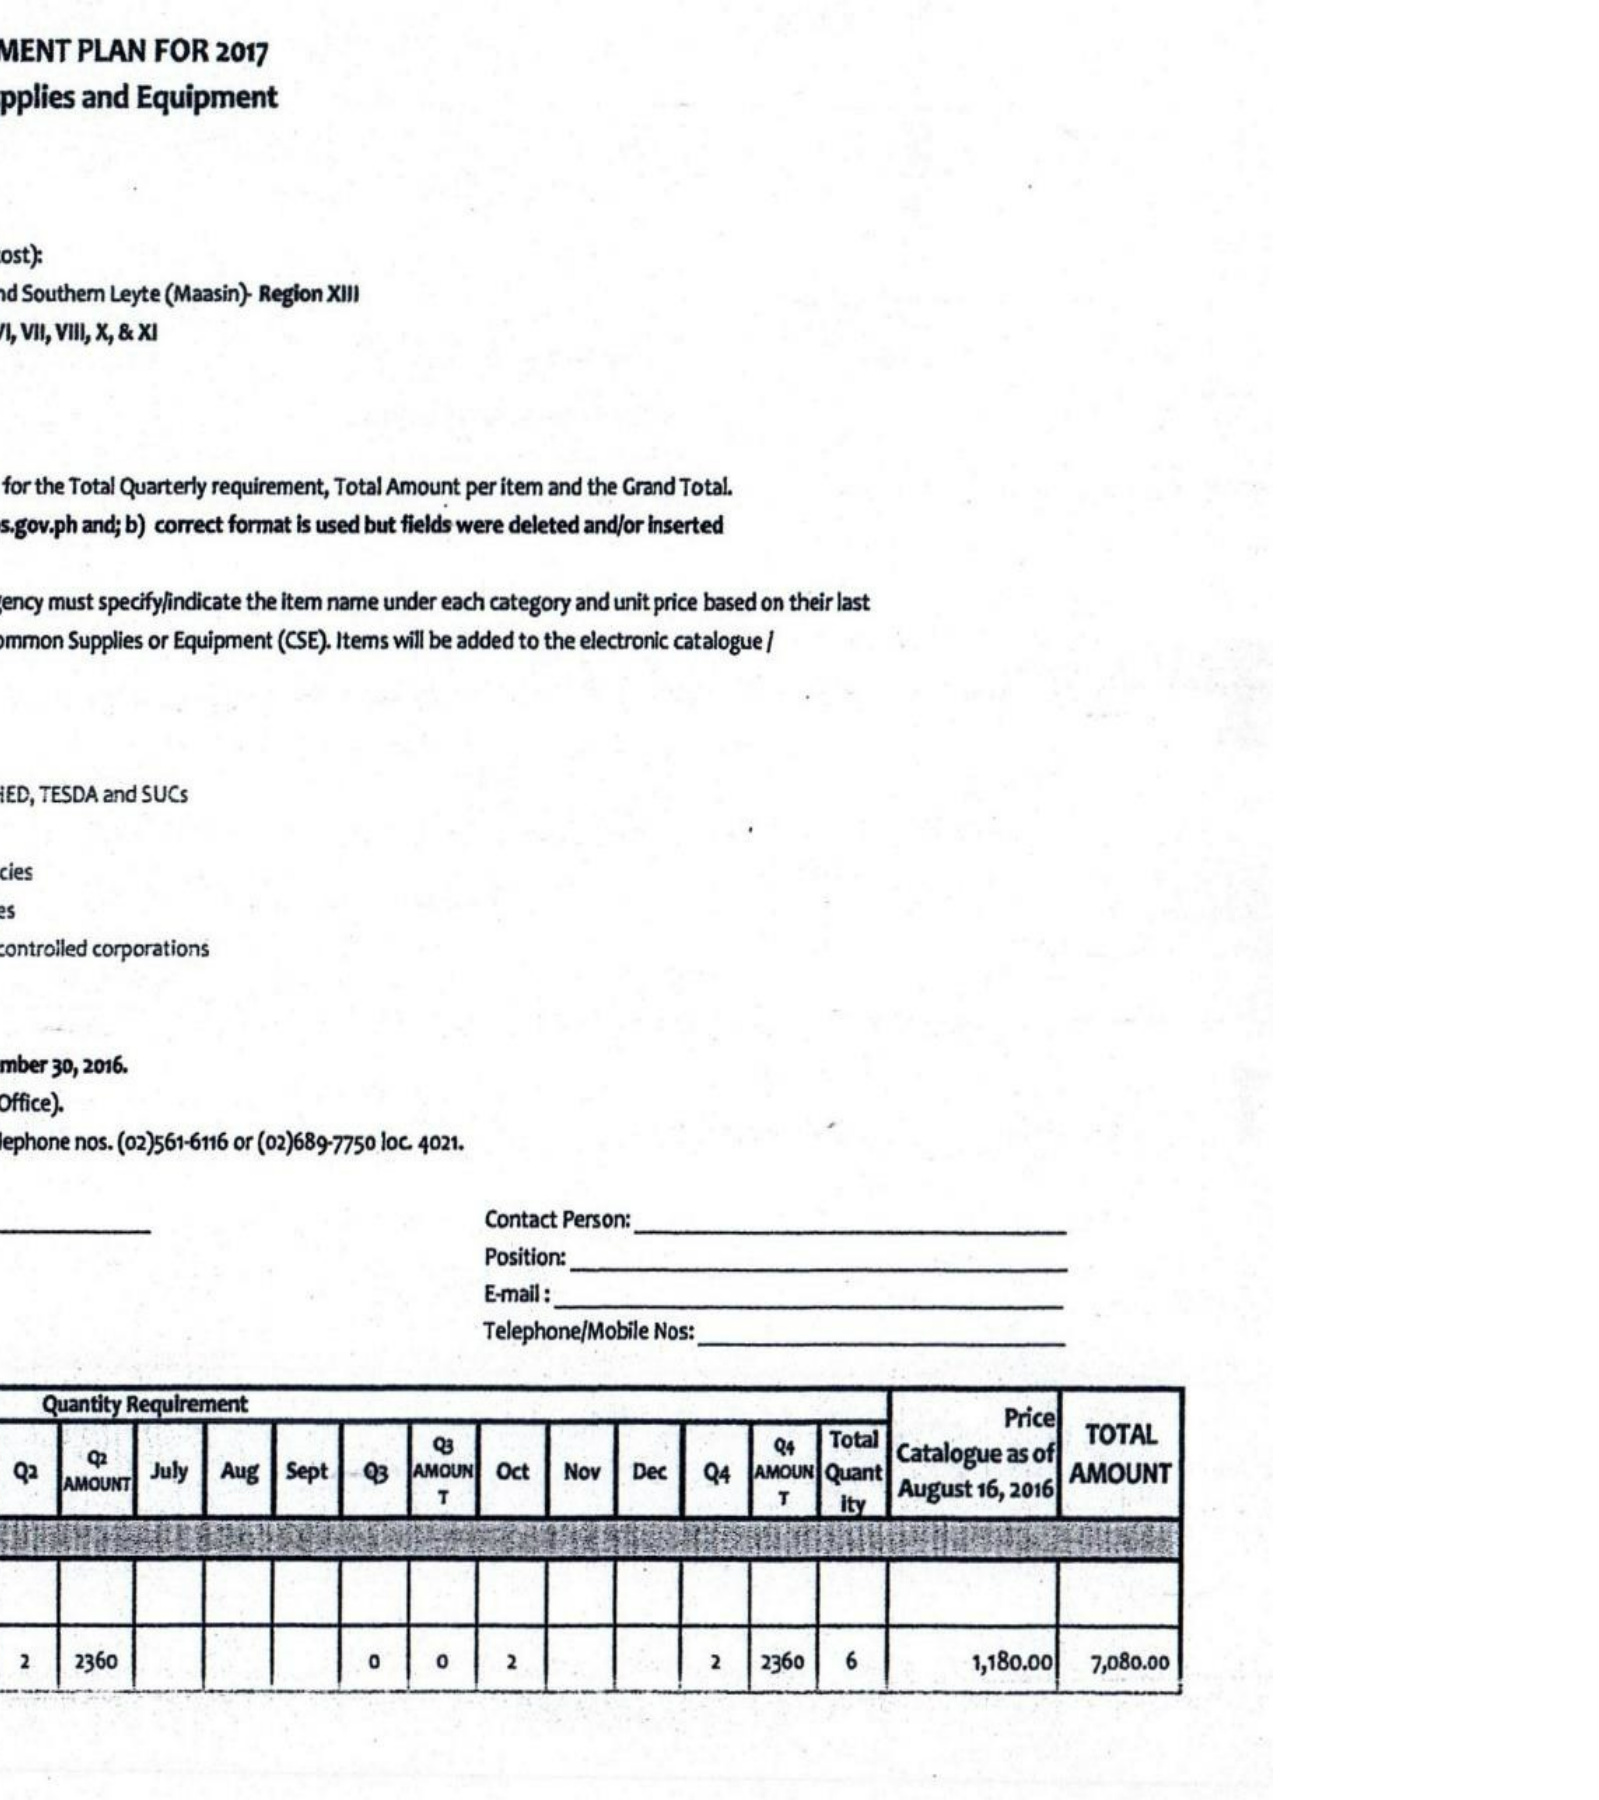 MENT PLAN FOR 2017
pplies and Equipment
ost):
nd Southern Leyte (Maasin)- Region XIII
VI, VII, VIII, X, & XI
for the Total Quarterly requirement, Total Amount per item and the Grand Total.
s.gov.ph and; b) correct format is used but fields were deleted and/or inserted
gency must specify/indicate the item name under each category and unit price based on their last
ommon Supplies or Equipment (CSE). Items will be added to the electronic catalogue /
HED, TESDA and SUCs
cies
es
controlled corporations
mber 30, 2016.
Office).
lephone nos. (02)561-6116 or (02)689-7750 loc. 4021.
Contact Person:
Position:
E-mail :
Telephone/Mobile Nos:
Quantity Requirement
Q2 Q2 AMOUNT July Aug Sept Q3 Q3 AMOUNT Oct Nov Dec Q4 Q4 AMOUNT Total Quantity Price Catalogue as of August 16, 2016 TOTAL AMOUNT
2 2360 0 0 2 2 2360 6 1,180.00 7,080.00